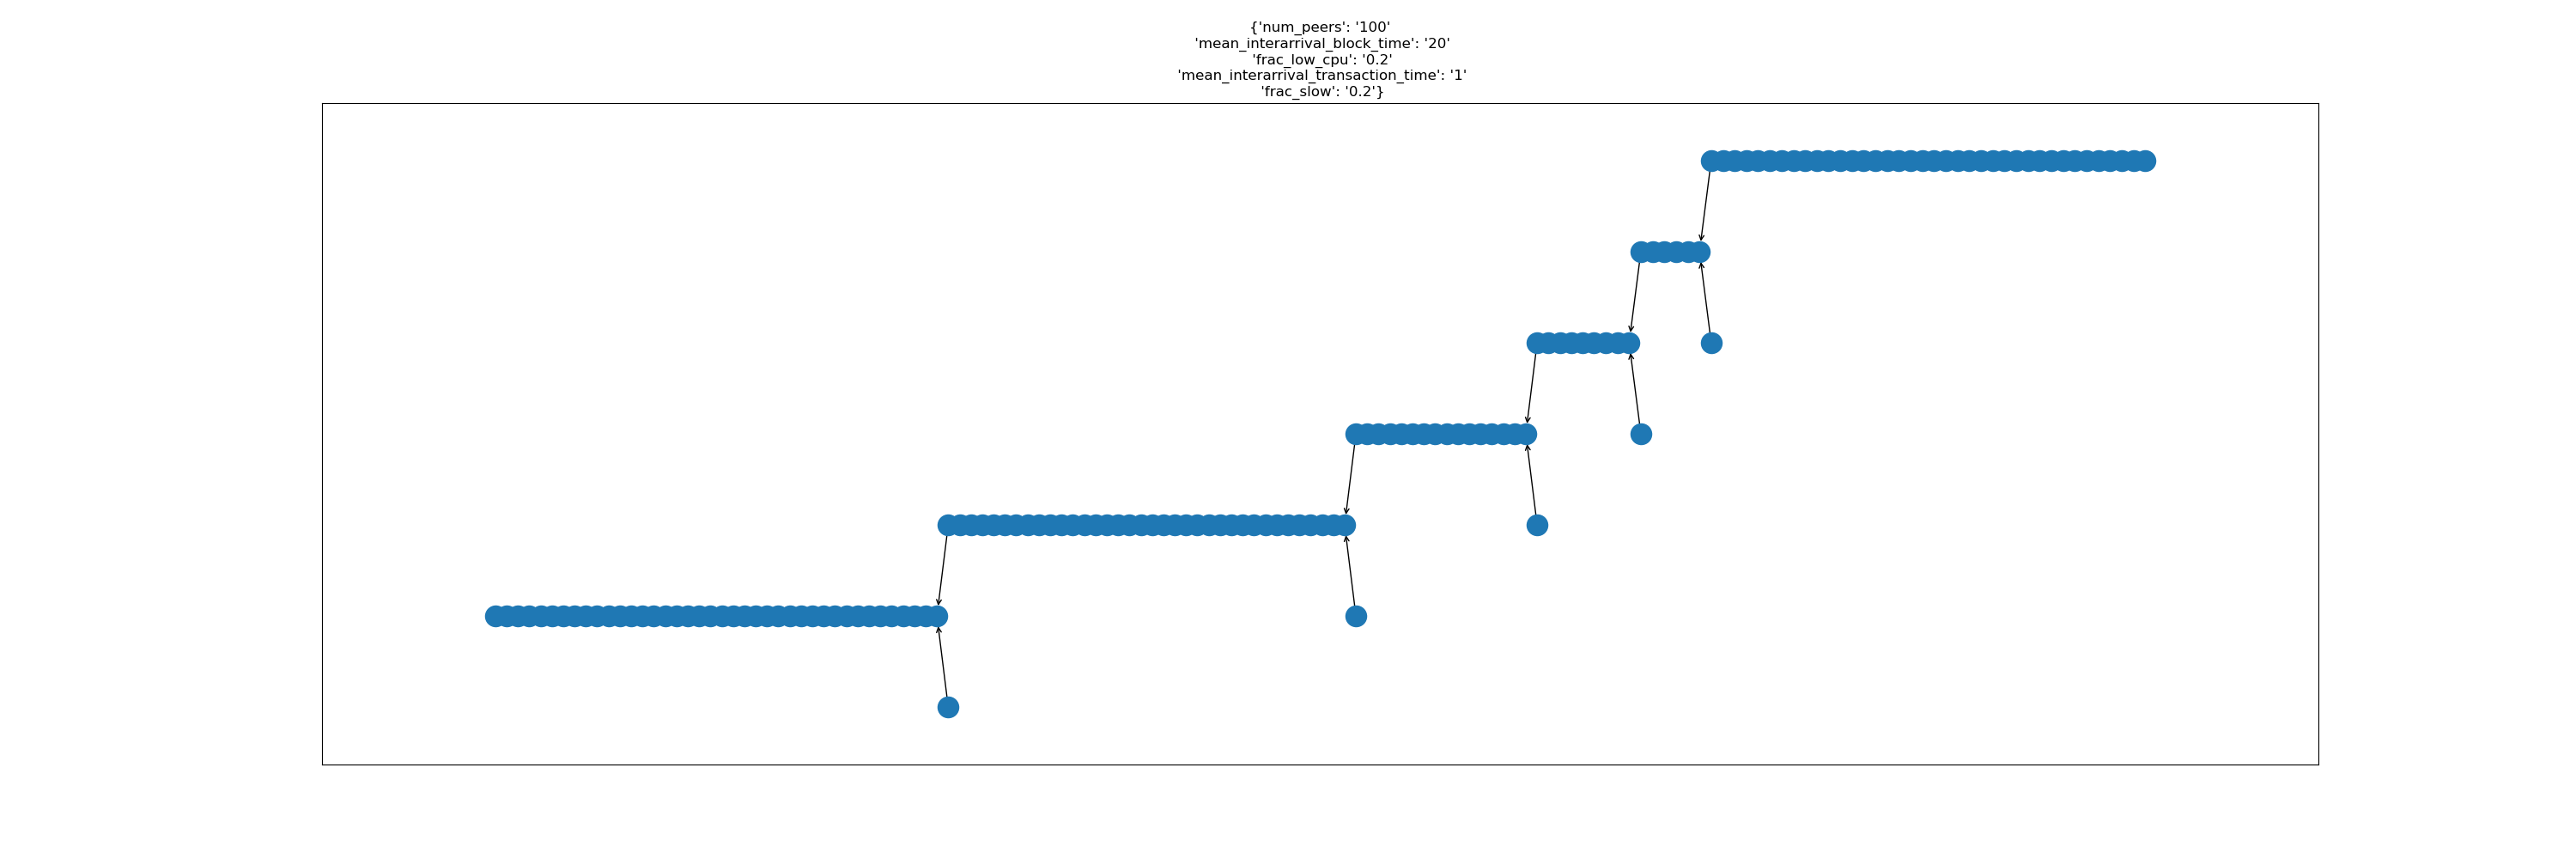 {'num_peers': '100'
'mean_interarrival_block_time': '20'
'frac_low_cpu': '0.2'
'mean_interarrival_transaction_time': '1'
'frac_slow': '0.2'}